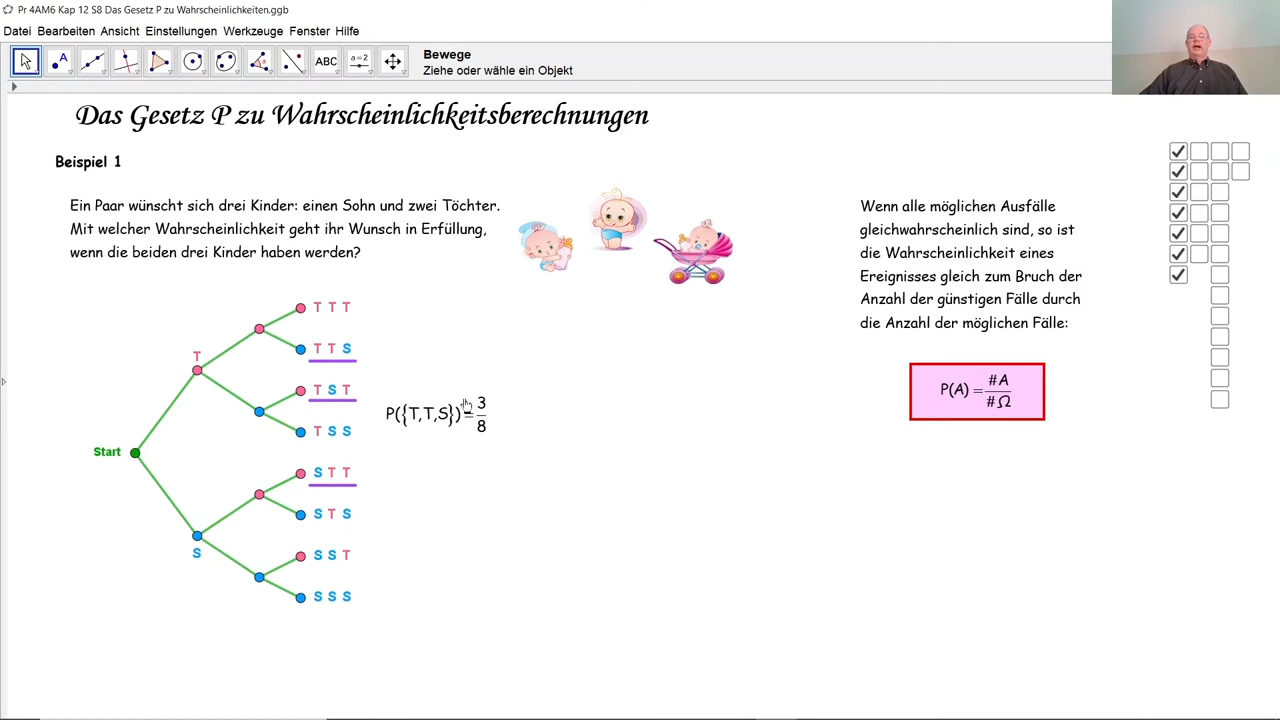 Pr 4AM6 Kap 12 S8 Das Gesetz P zu Wahrscheinlichkeiten.ggb
Datei Bearbeiten Ansicht Einstellungen Werkzeuge Fenster Hilfe
A
ABC
a=2
Bewege
Ziehe oder wähle ein Objekt
Das Gesetz P zu Wahrscheinlichkeitsberechnungen
Beispiel 1
Ein Paar wünscht sich drei Kinder: einen Sohn und zwei Töchter.
Mit welcher Wahrscheinlichkeit geht ihr Wunsch in Erfüllung,
wenn die beiden drei Kinder haben werden?
Wenn alle möglichen Ausfälle
gleichwahrscheinlich sind, so ist
die Wahrscheinlichkeit eines
Ereignisses gleich zum Bruch der
Anzahl der günstigen Fälle durch
die Anzahl der möglichen Fälle:
P(A) = #A / #Ω
Start
T
S
T T T
T T S
T S T
T S S
S T T
S T S
S S T
S S S
P({T,T,S}) = 3/8